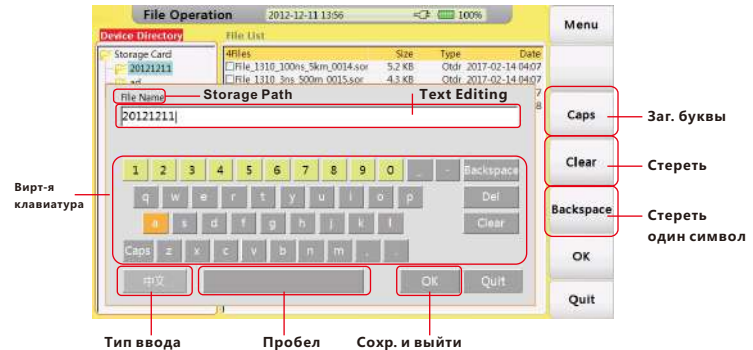 File Operation 2012-12-11 13:56 100% Menu
Device Directory File List
Storage Card 4Files Size Type Date
20121211 File_1310_100ns_5km_0014.sor 5.2 KB Otdr 2017-02-14 04:07
File_1310_3ns_500m_0015.sor 4.3 KB Otdr 2017-02-14 04:07
File Name Storage Path Text Editing
20121211
Caps Заг. буквы
1 2 3 4 5 6 7 8 9 0 _ - Backspace
Clear Стереть
Вирт-я
клавиатура
q w e r t y u i o p Del
a s d f g h j k l Clear
Backspace Стереть
один символ
Caps z x c v b n m , .
OK
中文 OK Quit
Quit
Тип ввода Пробел Сохр. и выйти